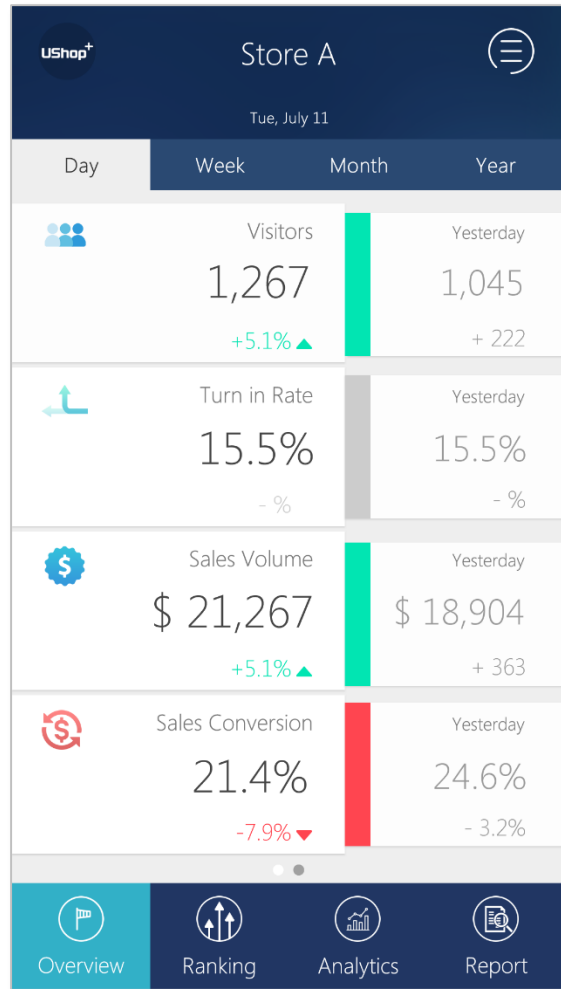 UShop+
Store A
Tue, July 11
Day Week Month Year
Visitors
1,267
+5.1%
Yesterday
1,045
+ 222
Turn in Rate
15.5%
- %
Yesterday
15.5%
- %
Sales Volume
$ 21,267
+5.1%
Yesterday
$ 18,904
+ 363
Sales Conversion
21.4%
-7.9%
Yesterday
24.6%
- 3.2%
Overview Ranking Analytics Report